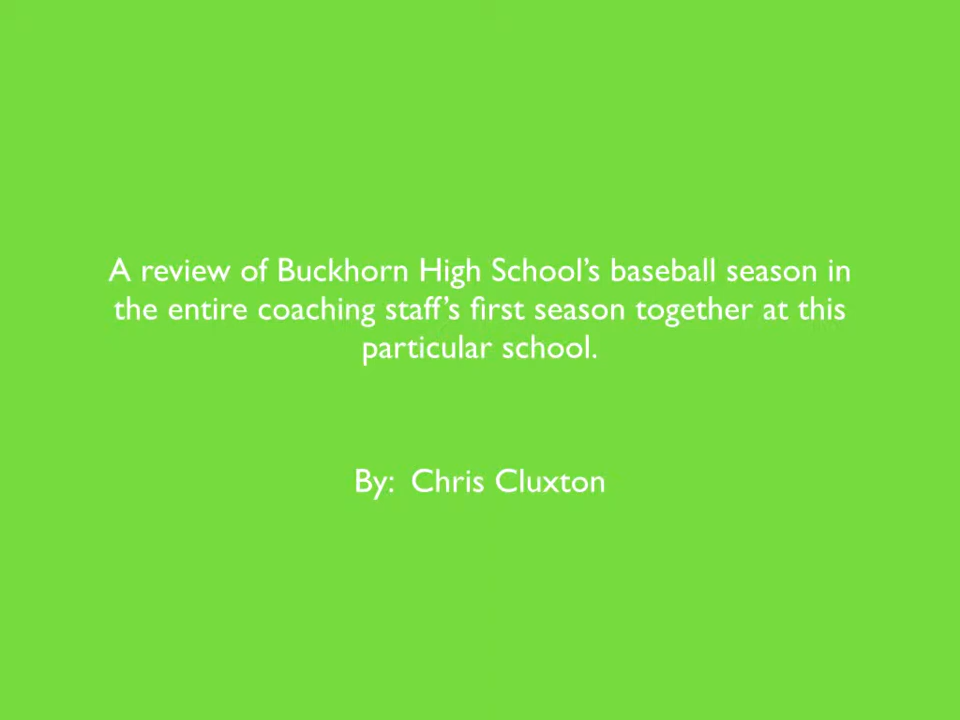 A review of Buckhorn High School’s baseball season in
the entire coaching staff’s first season together at this
particular school.
By:  Chris Cluxton